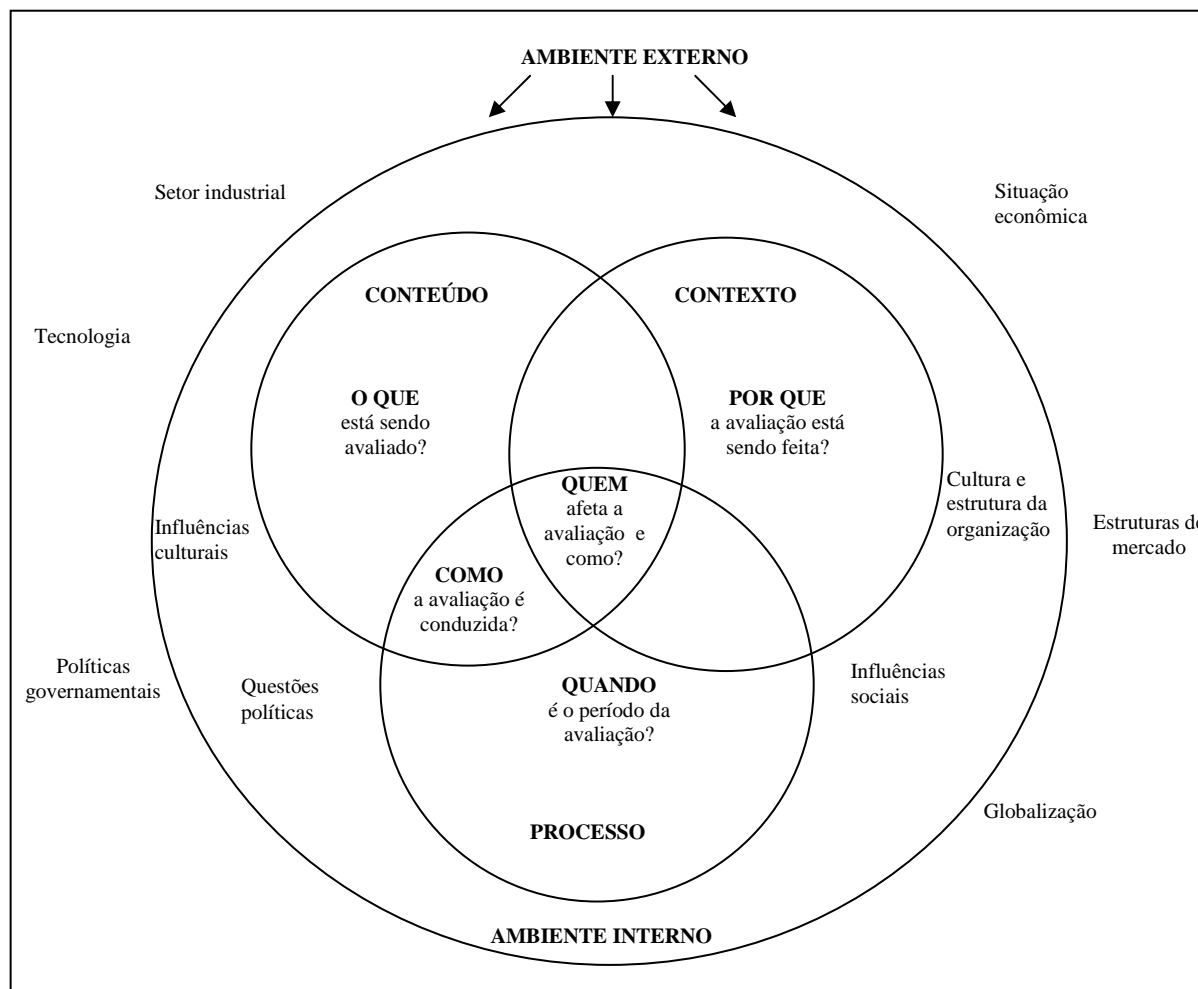 AMBIENTE EXTERNO
Setor industrial
Situação
econômica
CONTEÚDO
CONTEXTO
Tecnologia
O QUE
está sendo
avaliado?
POR QUE
a avaliação está
sendo feita?
QUEM
afeta a
avaliação e
como?
Cultura e
estrutura da
organização
Influências
culturais
Estruturas de
mercado
COMO
a avaliação é
conduzida?
Políticas
governamentais
Questões
políticas
QUANDO
é o período da
avaliação?
Influências
sociais
Globalização
PROCESSO
AMBIENTE INTERNO